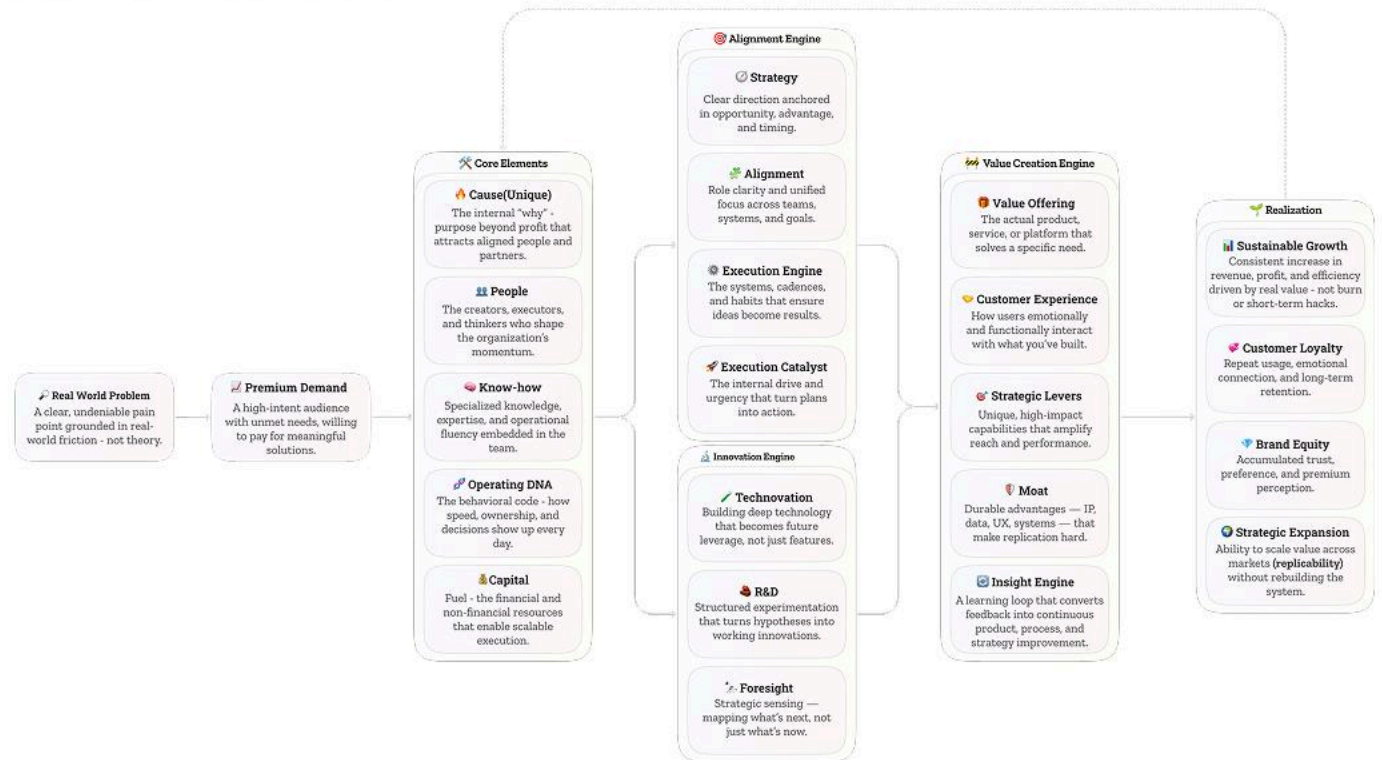 Real World Problem
A clear, undeniable pain
point grounded in real-
world friction - not theory.
Premium Demand
A high-intent audience
with unmet needs, willing
to pay for meaningful
solutions.
Core Elements
Cause(Unique)
The internal "why" -
purpose beyond profit that
attracts aligned people and
partners.
People
The creators, executors,
and thinkers who shape
the organization's
momentum.
Know-how
Specialized knowledge,
expertise, and operational
fluency embedded in the
team.
Operating DNA
The behavioral code - how
speed, ownership, and
decisions show up every
day.
Capital
Fuel - the financial and
non-financial resources
that enable scalable
execution.
Alignment Engine
Strategy
Clear direction anchored
in opportunity, advantage,
and timing.
Alignment
Role clarity and unified
focus across teams,
systems, and goals.
Execution Engine
The systems, cadences,
and habits that ensure
ideas become results.
Execution Catalyst
The internal drive and
urgency that turn plans
into action.
Innovation Engine
Technovation
Building deep technology
that becomes future
leverage, not just features.
R&D
Structured experimentation
that turns hypotheses into
working innovations.
Foresight
Strategic sensing —
mapping what's next, not
just what's now.
Value Creation Engine
Value Offering
The actual product,
service, or platform that
solves a specific need.
Customer Experience
How users emotionally
and functionally interact
with what you've built.
Strategic Levers
Unique, high-impact
capabilities that amplify
reach and performance.
Moat
Durable advantages — IP,
data, UX, systems — that
make replication hard.
Insight Engine
A learning loop that converts
feedback into continuous
product, process, and
strategy improvement.
Realization
Sustainable Growth
Consistent increase in
revenue, profit, and efficiency
driven by real value - not burn
or short-term hacks.
Customer Loyalty
Repeat usage, emotional
connection, and long-term
retention.
Brand Equity
Accumulated trust,
preference, and premium
perception.
Strategic Expansion
Ability to scale value across
markets (replicability)
without rebuilding the
system.